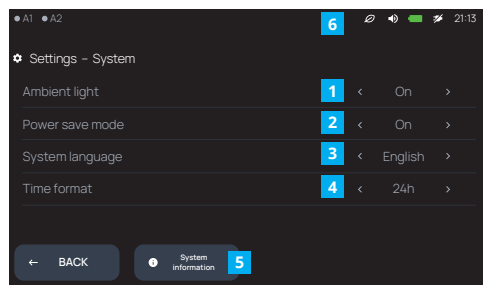 A1 A2 6 21:13
Settings – System
Ambient light 1 < On >
Power save mode 2 < On >
System language 3 < English >
Time format 4 < 24h >
← BACK
System
information
5